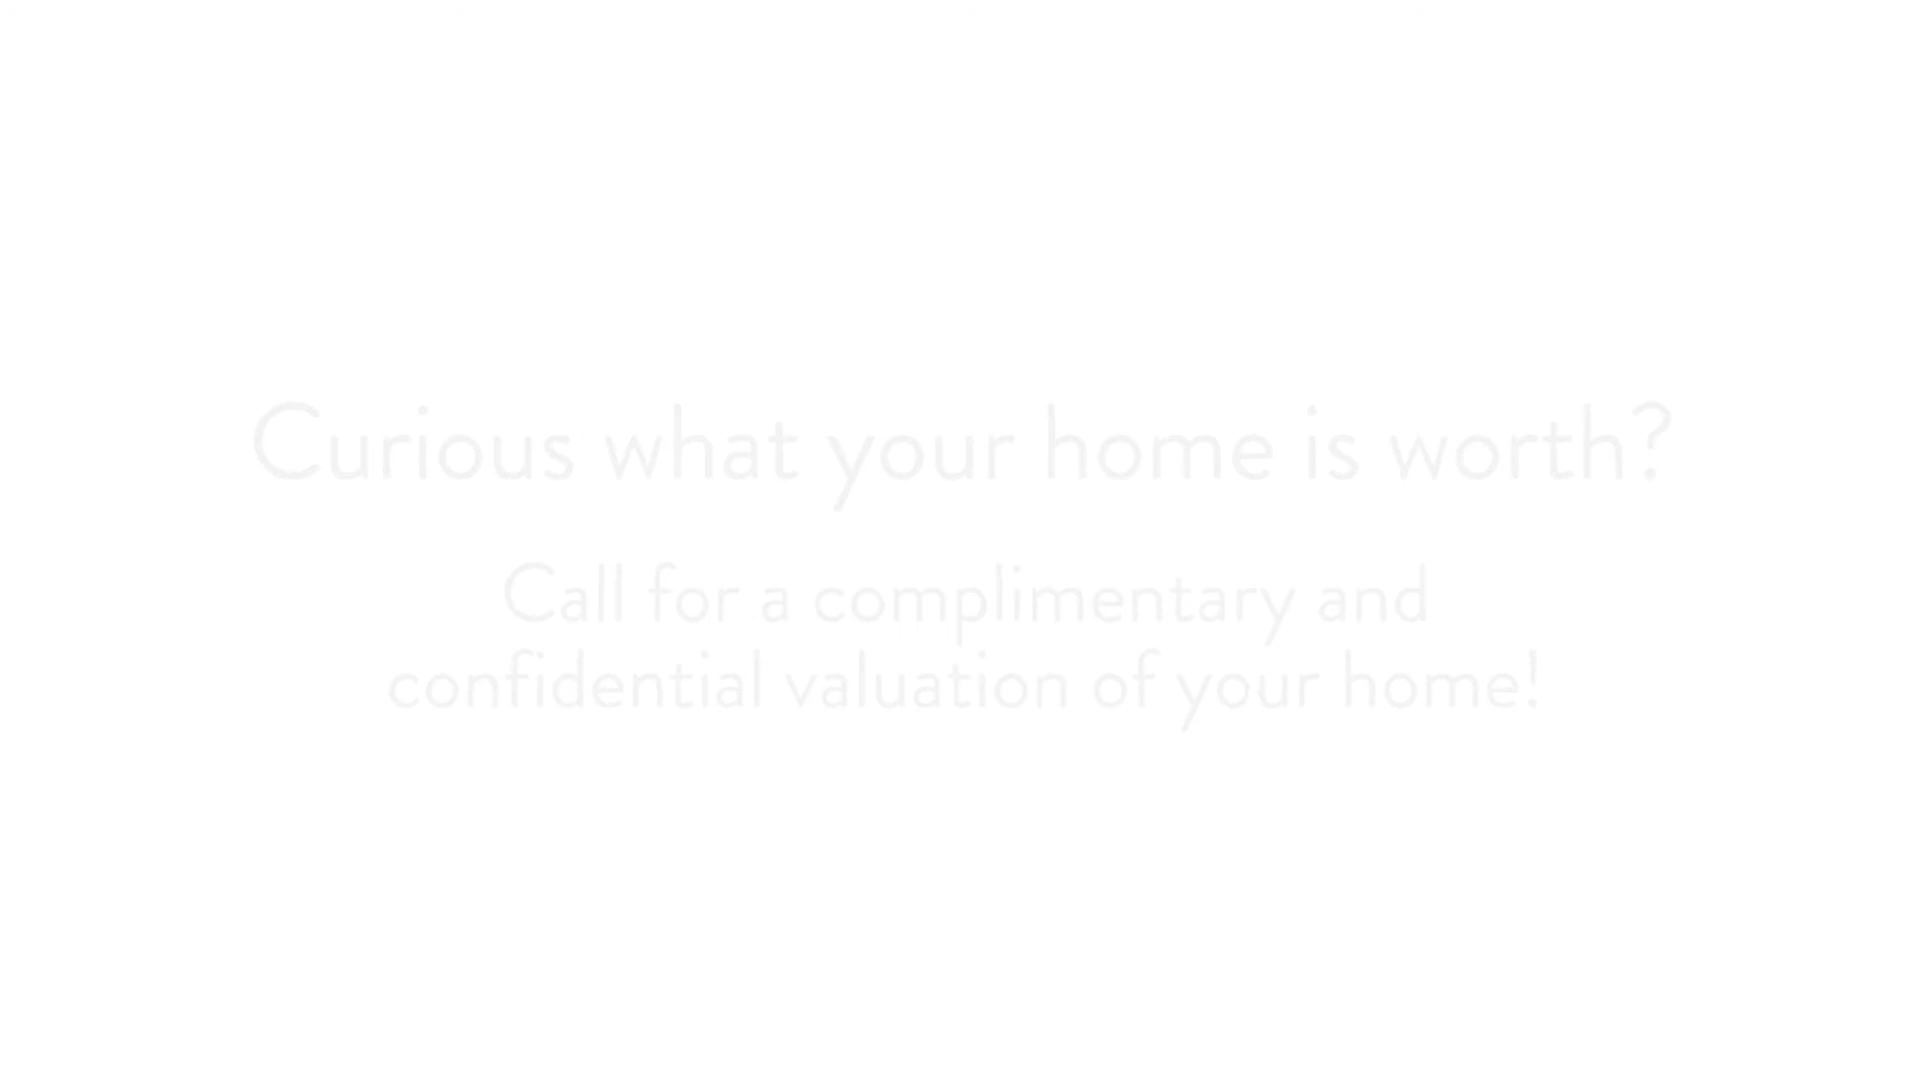 Curious what your home is worth?
Call for a complimentary and
confidential valuation of your home!